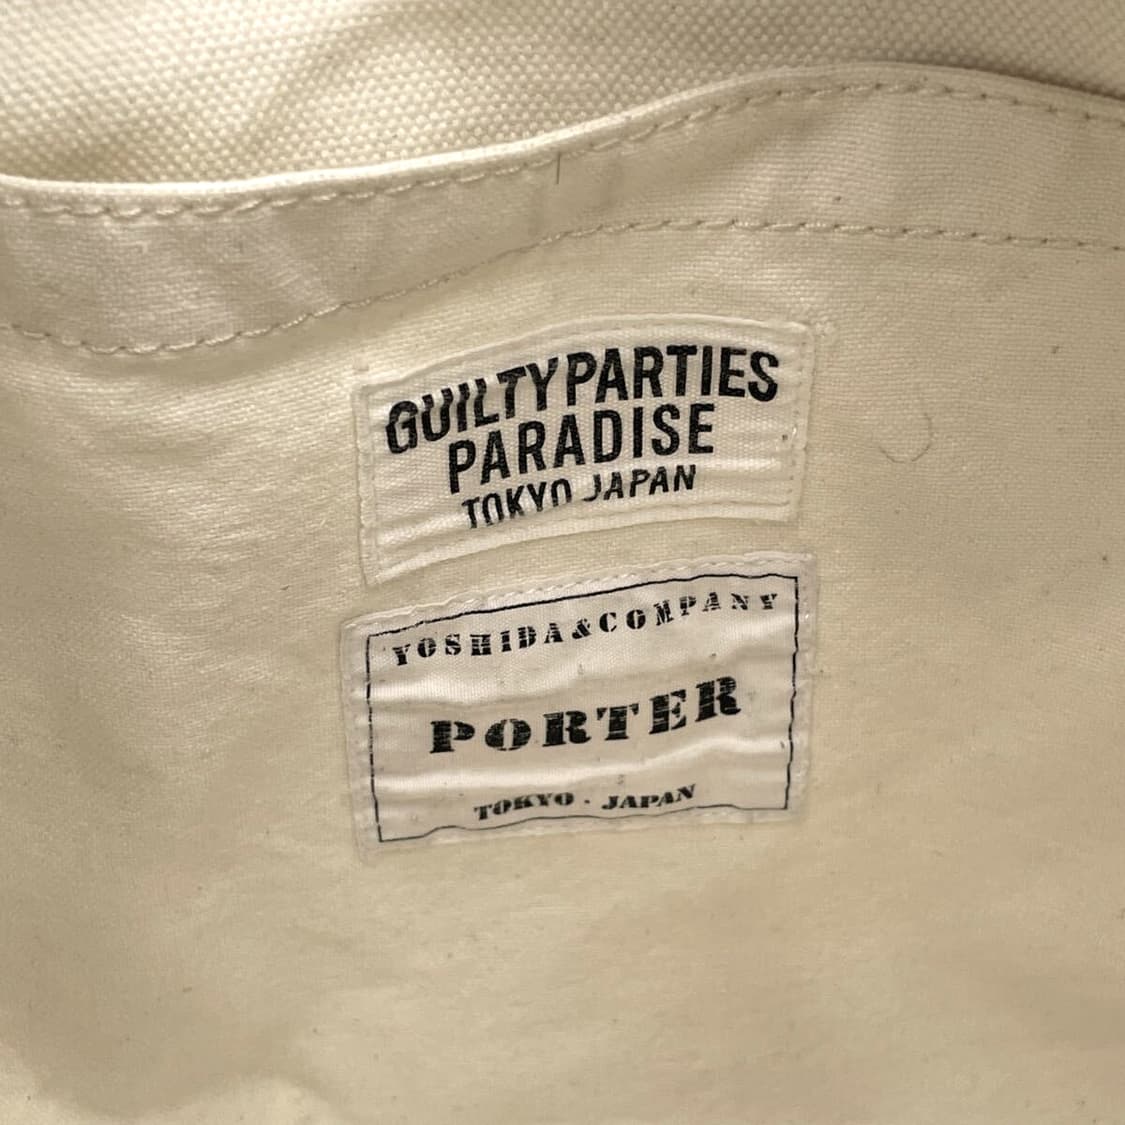 GUILTY PARTIES
PARADISE
TOKYO JAPAN
YOSHIDA & COMPANY
PORTER
TOKYO · JAPAN